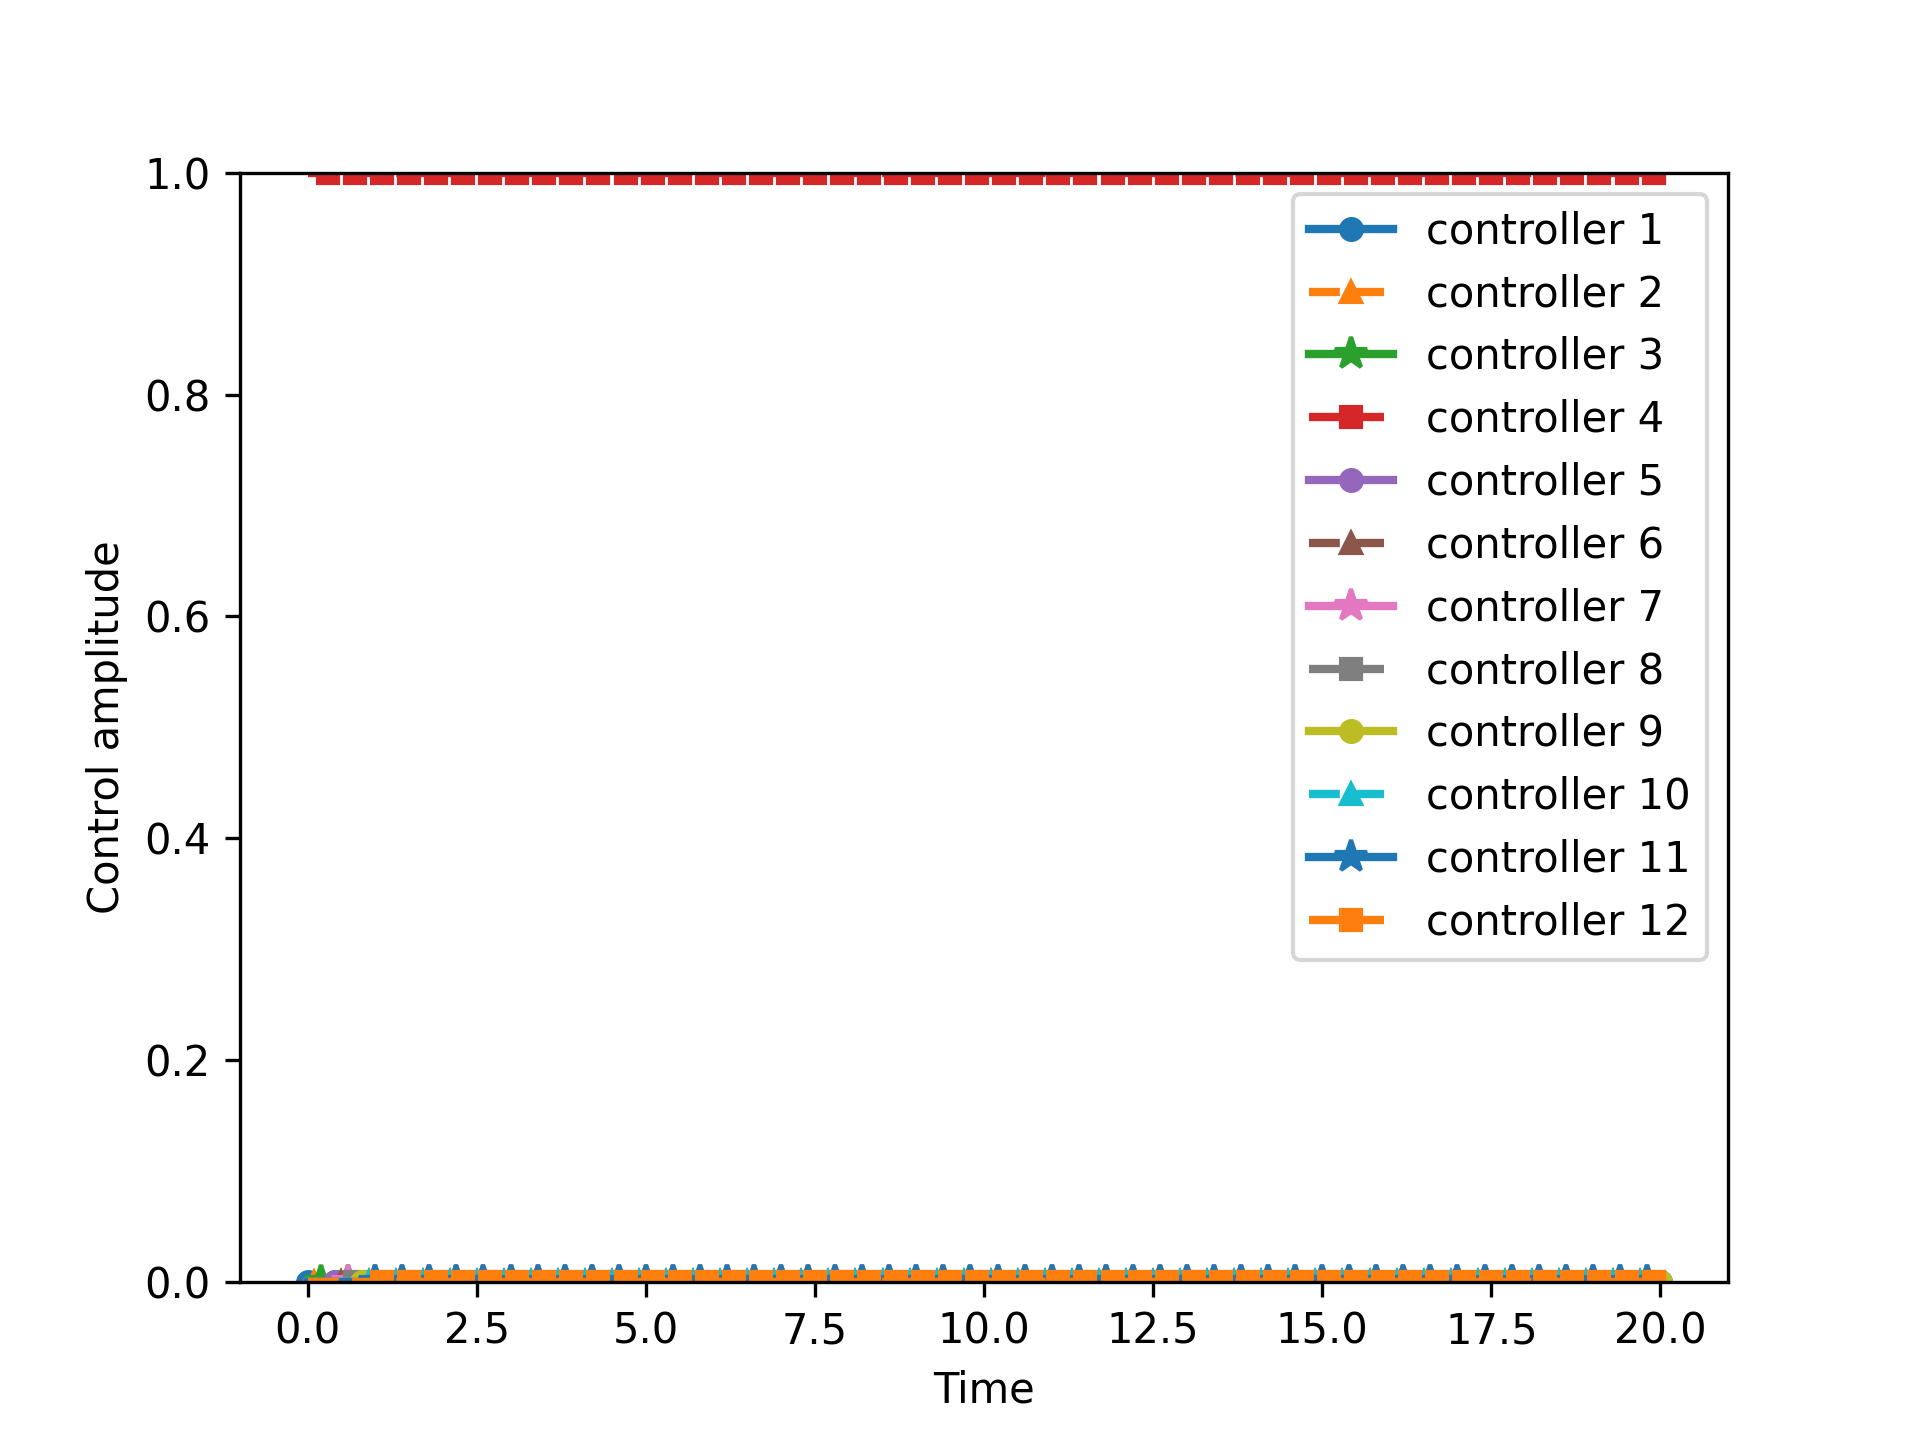 1.0
0.8
0.6
0.4
0.2
0.0
Control amplitude
controller 1
controller 2
controller 3
controller 4
controller 5
controller 6
controller 7
controller 8
controller 9
controller 10
controller 11
controller 12
0.0 2.5 5.0 7.5 10.0 12.5 15.0 17.5 20.0
Time